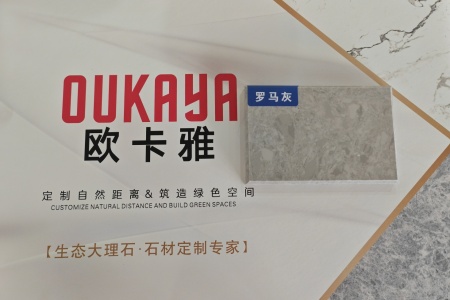 OUKAYA
罗马灰
欧卡雅
定制自然距离&筑造绿色空间
CUSTOMIZE NATURAL DISTANCE AND BUILD GREEN SPACES
【生态大理石·石材定制专家】